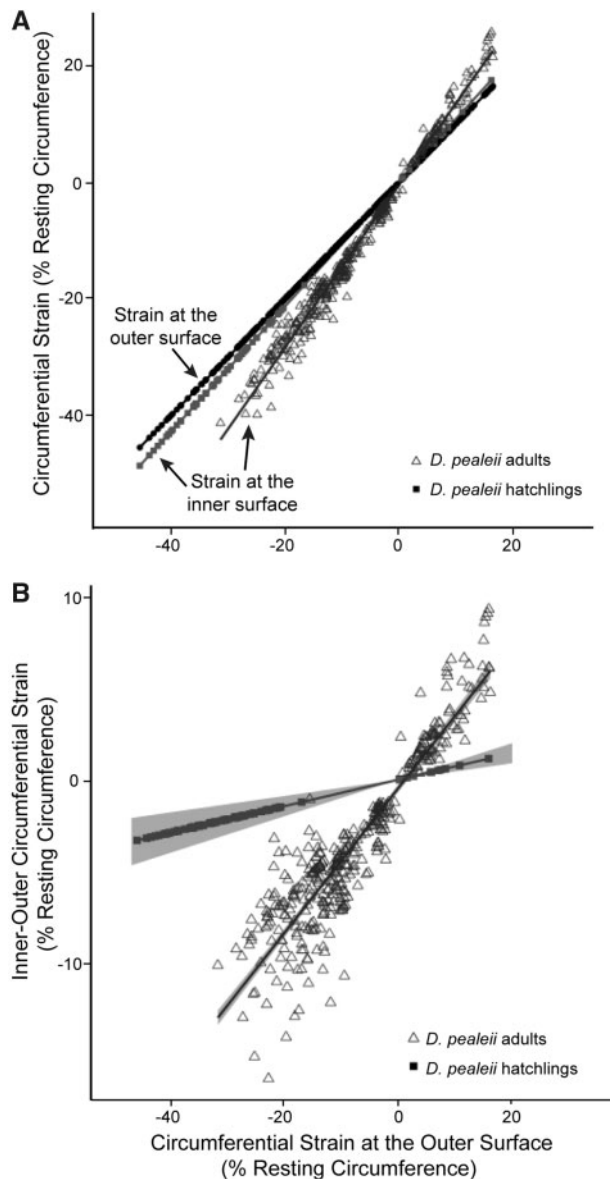 A
Circumferential Strain (% Resting Circumference)
20
0
-20
-40
Strain at the
outer surface
Strain at the
inner surface
D. pealeii adults
D. pealeii hatchlings
-40
-20
0
20
B
Inner-Outer Circumferential Strain
(% Resting Circumference)
10
0
-10
D. pealeii adults
D. pealeii hatchlings
-40
-20
0
20
Circumferential Strain at the Outer Surface
(% Resting Circumference)